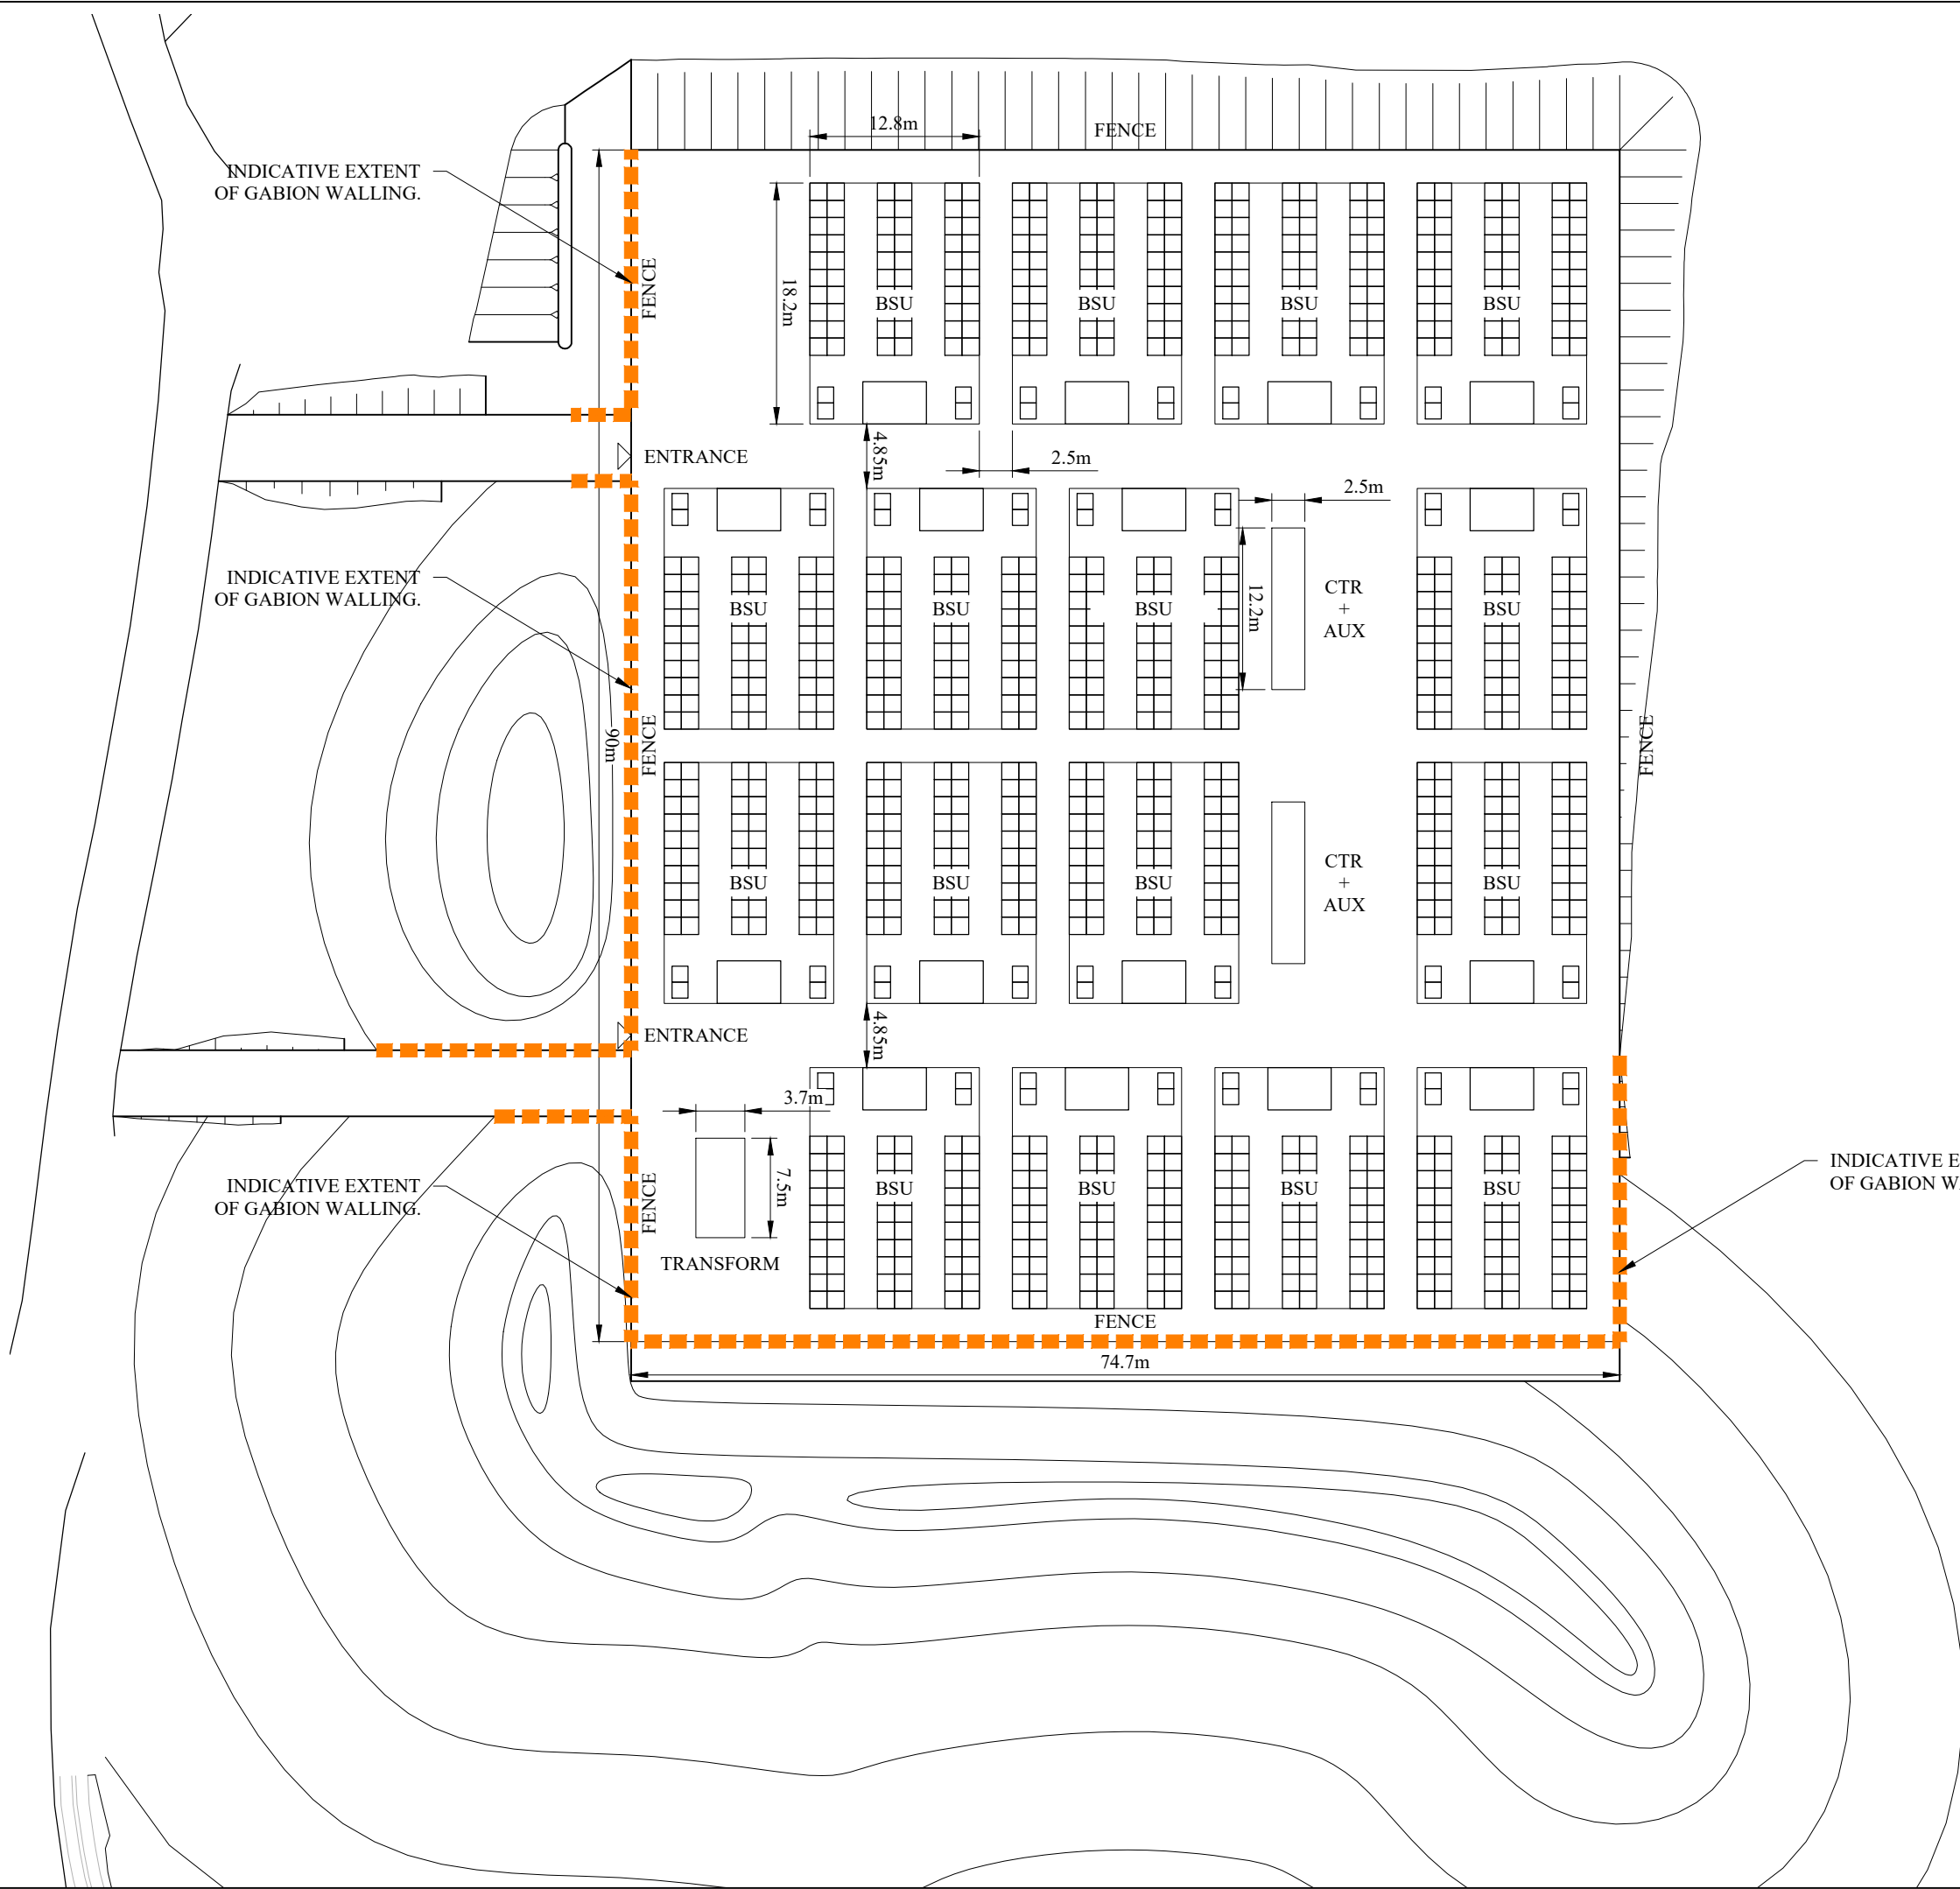 12.8m
FENCE
INDICATIVE EXTENT
OF GABION WALLING.
FENCE
18.2m
BSU
BSU
BSU
BSU
ENTRANCE
4.85m
2.5m
2.5m
INDICATIVE EXTENT
OF GABION WALLING.
BSU
BSU
BSU
12.2m
CTR
+
AUX
BSU
90m
FENCE
FENCE
BSU
BSU
BSU
CTR
+
AUX
BSU
ENTRANCE
4.85m
3.7m
INDICATIVE EXTENT
OF GABION WALLING.
FENCE
7.5m
BSU
BSU
BSU
BSU
INDICATIVE E
OF GABION W
TRANSFORM
FENCE
74.7m